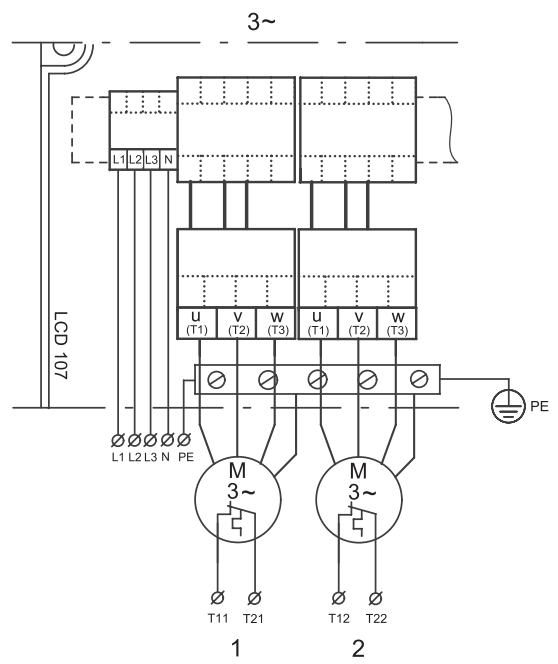 3~
L1 L2 L3 N
u v w u v w
(T1) (T2) (T3) (T1) (T2) (T3)
LCD 107
PE
L1 L2 L3 N PE
M M
3~ 3~
T11 T21 T12 T22
1 2